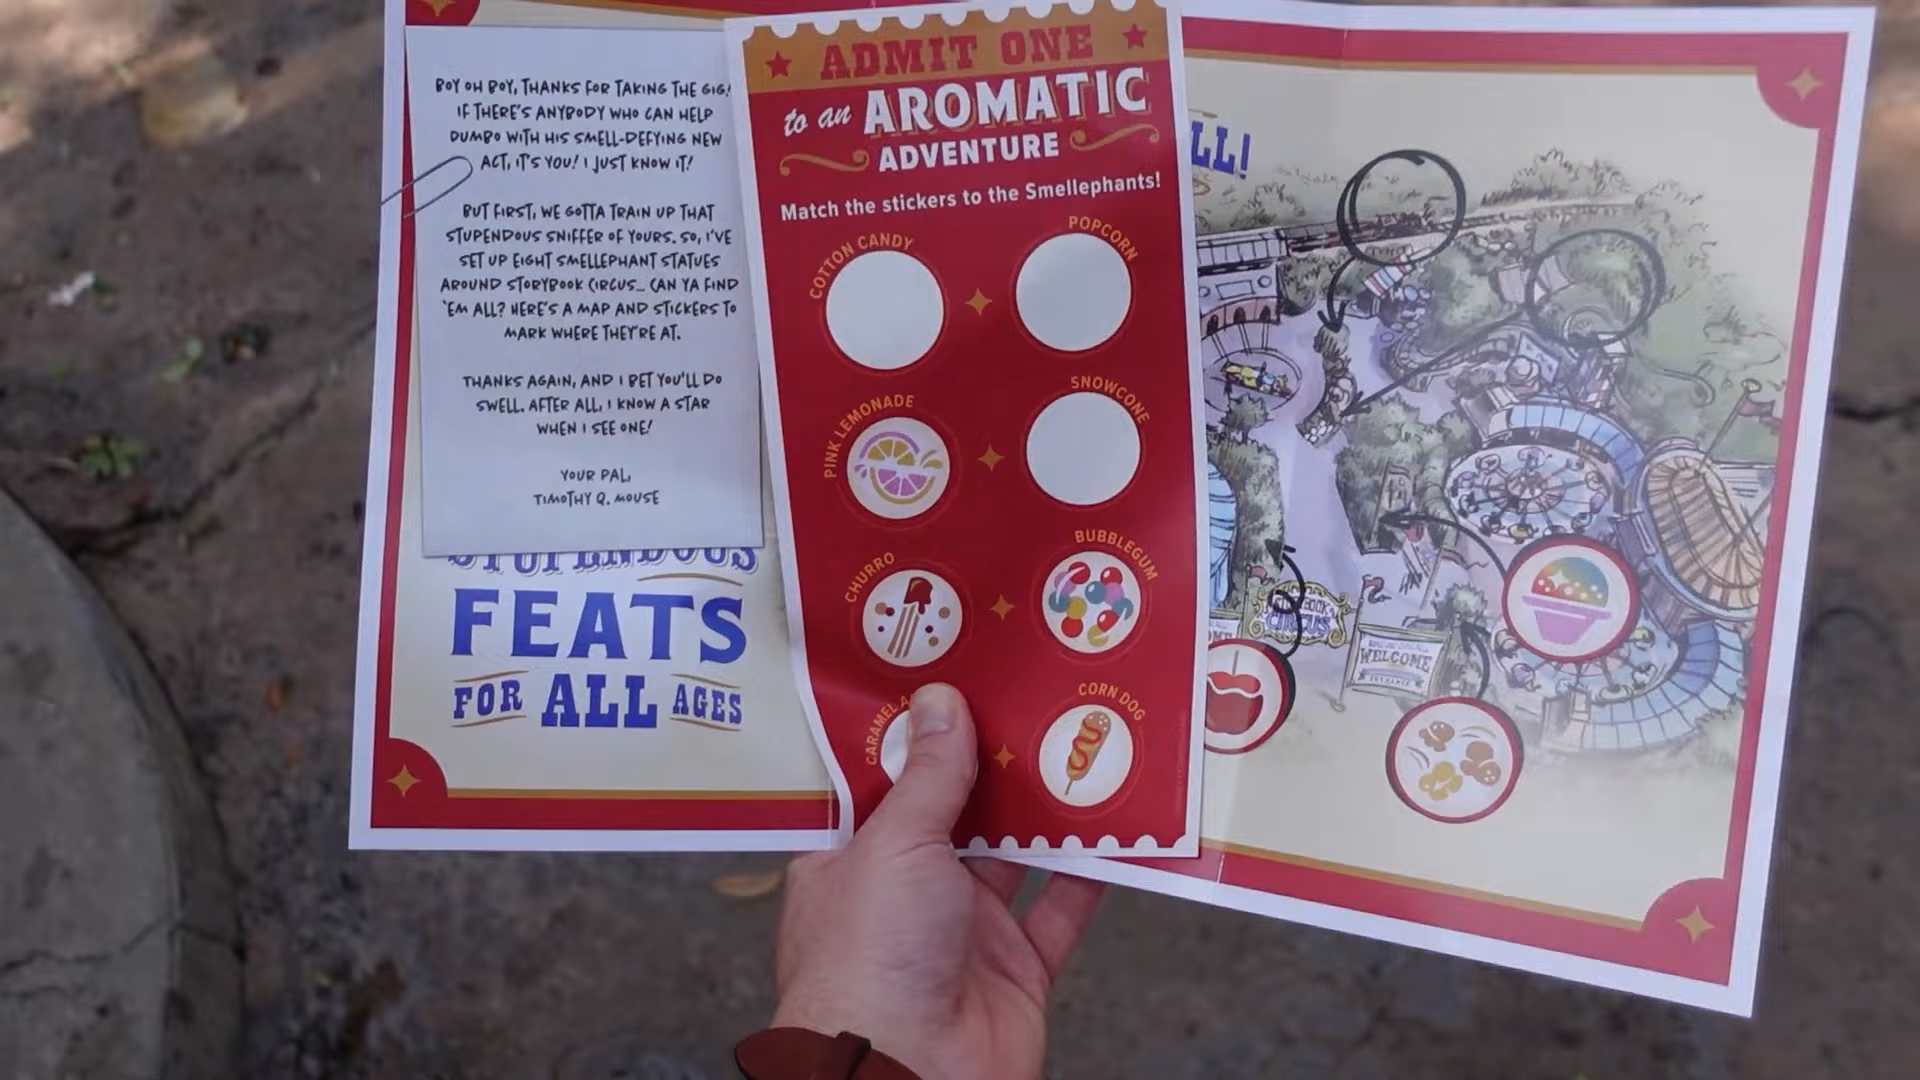 BOY OH BOY, THANKS FOR TAKING THE GIG!
IF THERE'S ANYBODY WHO CAN HELP
DUMBO WITH HIS SMELL-DEFYING NEW
ACT, IT'S YOU! I JUST KNOW IT!
BUT FIRST, WE GOTTA TRAIN UP THAT
STUPENDOUS SNIFFER OF YOURS. SO, I'VE
SET UP EIGHT SMELLEPHANT STATUES
AROUND STORYBOOK CIRCUS... CAN YA FIND
'EM ALL? HERE'S A MAP AND STICKERS TO
MARK WHERE THEY'RE AT.
THANKS AGAIN, AND I BET YOU'LL DO
SWELL. AFTER ALL, I KNOW A STAR
WHEN I SEE ONE!
YOUR PAL,
TIMOTHY Q. MOUSE
STUPENDOUS
FEATS
FOR ALL AGES
ADMIT ONE
to an AROMATIC
ADVENTURE
Match the stickers to the Smellephants!
COTTON CANDY
POPCORN
PINK LEMONADE
SNOWCONE
CHURRO
BUBBLEGUM
CARAMEL A
CORN DOG
LL!
CIRCUS
WELCOME
ENTRANCE